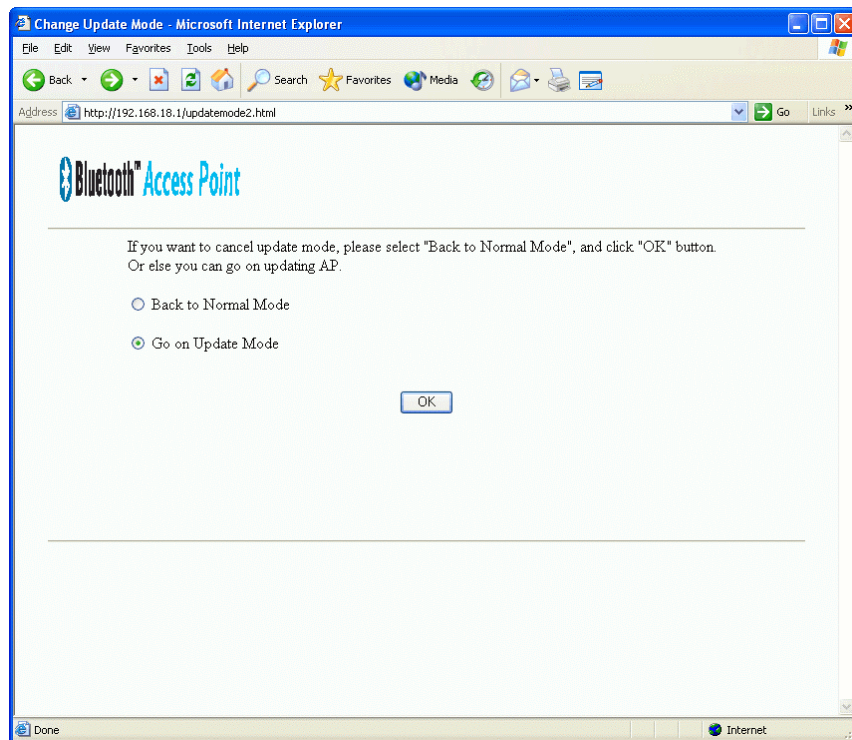 Change Update Mode - Microsoft Internet Explorer
File Edit View Favorites Tools Help
Back Search Favorites Media
Address http://192.168.18.1/updatemode2.html Go Links »
Bluetooth™ Access Point
If you want to cancel update mode, please select "Back to Normal Mode", and click "OK" button.
Or else you can go on updating AP.
Back to Normal Mode
Go on Update Mode
OK
Done Internet